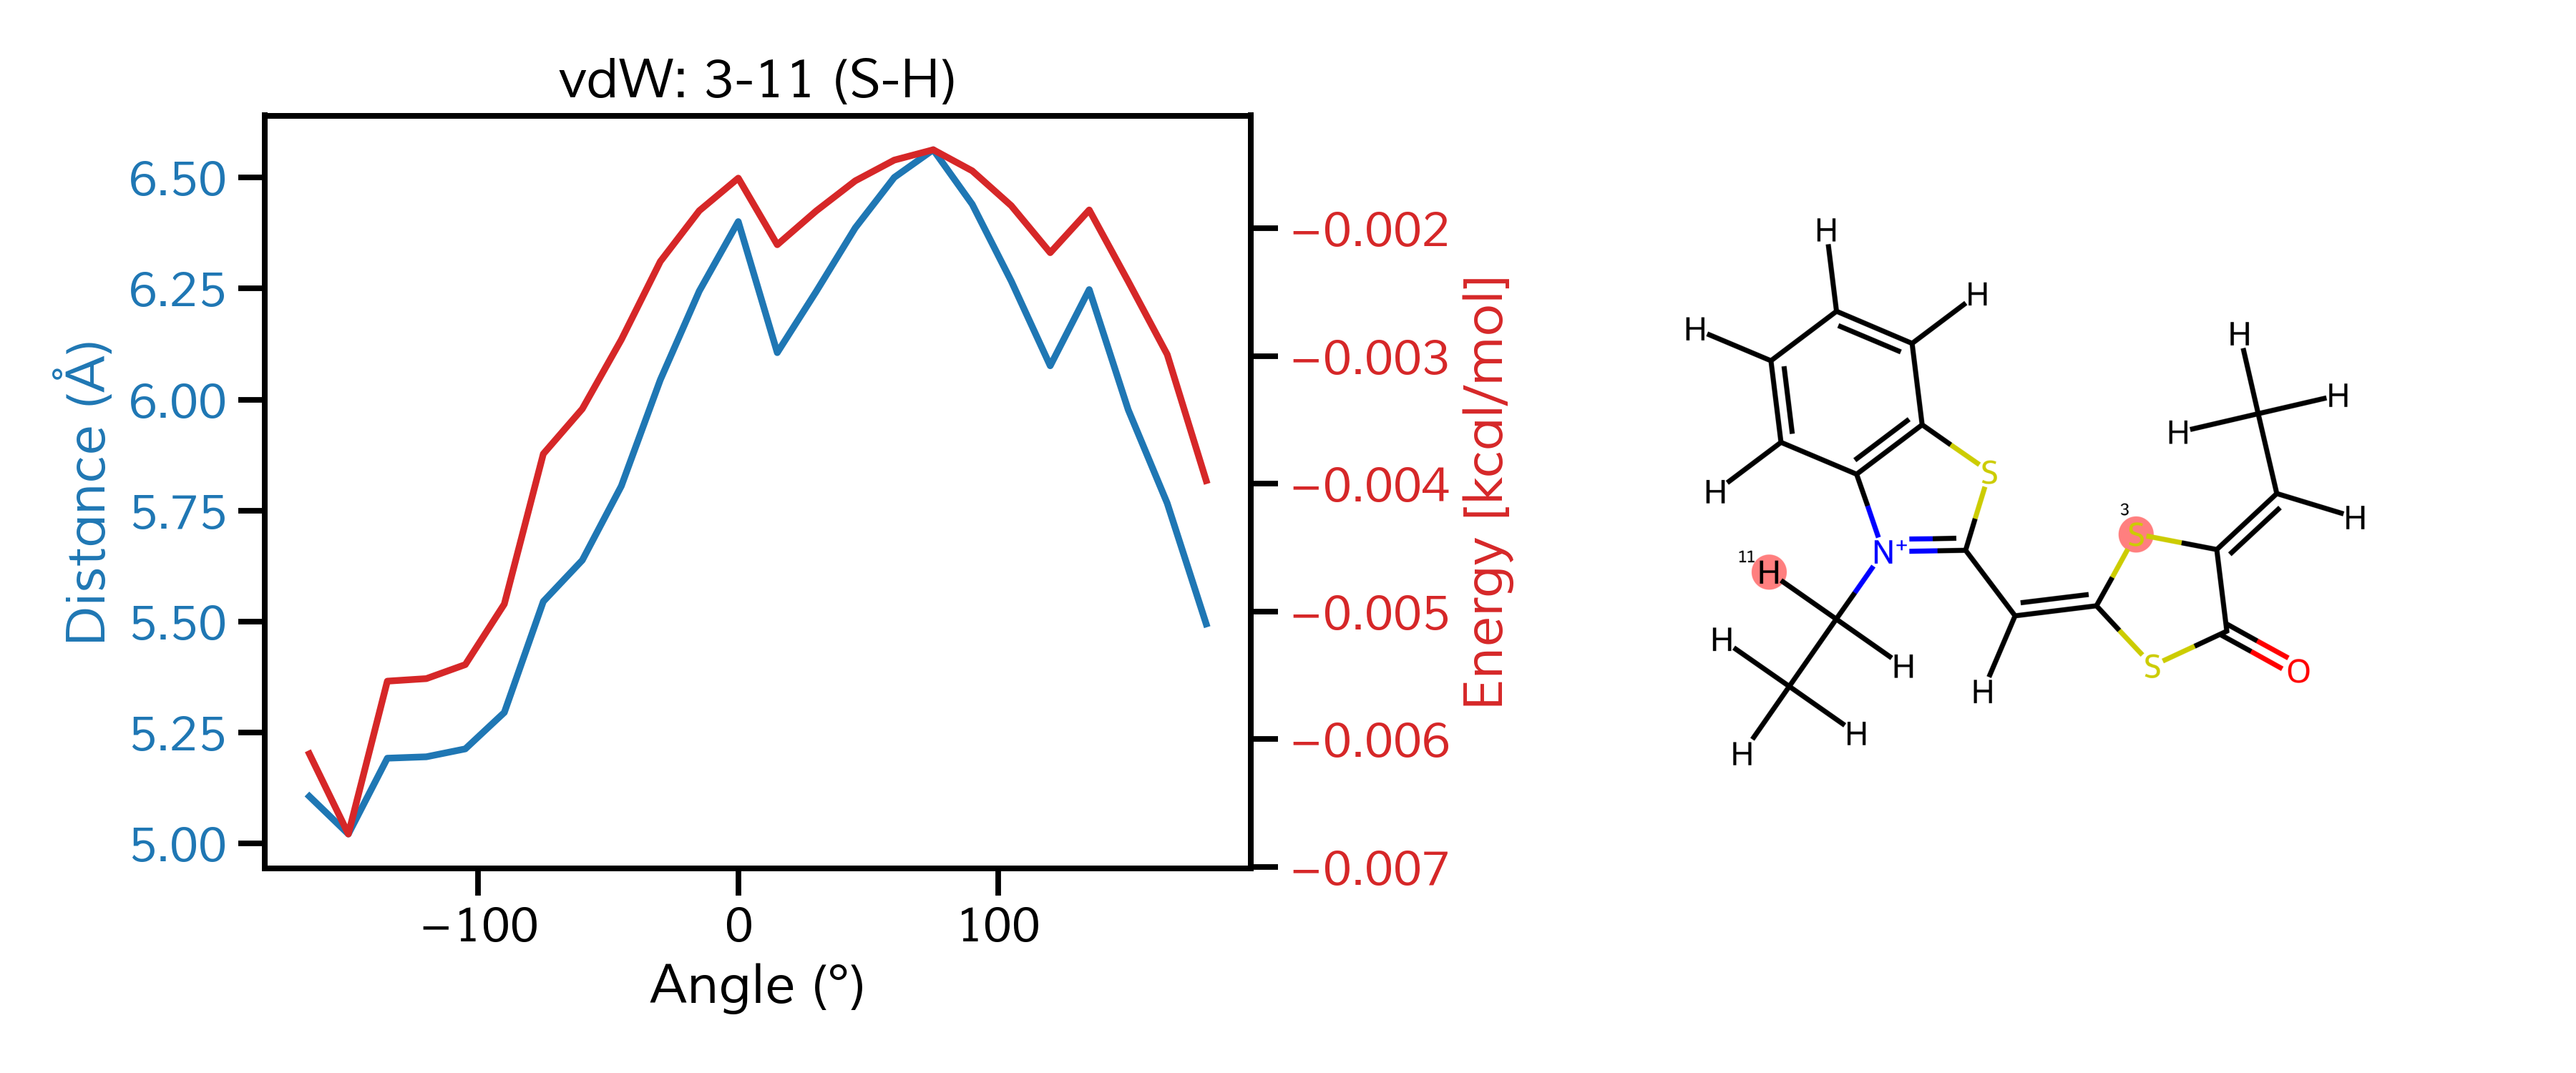 vdW: 3-11 (S-H)
Distance (Å)
6.50
6.25
6.00
5.75
5.50
5.25
5.00
−100
0
100
Angle (°)
−0.002
−0.003
−0.004
−0.005
−0.006
−0.007
Energy [kcal/mol]
H
H
H
H
H
H
H
S
3
S
H
N+
11
H
H
H
H
S
O
H
H
H